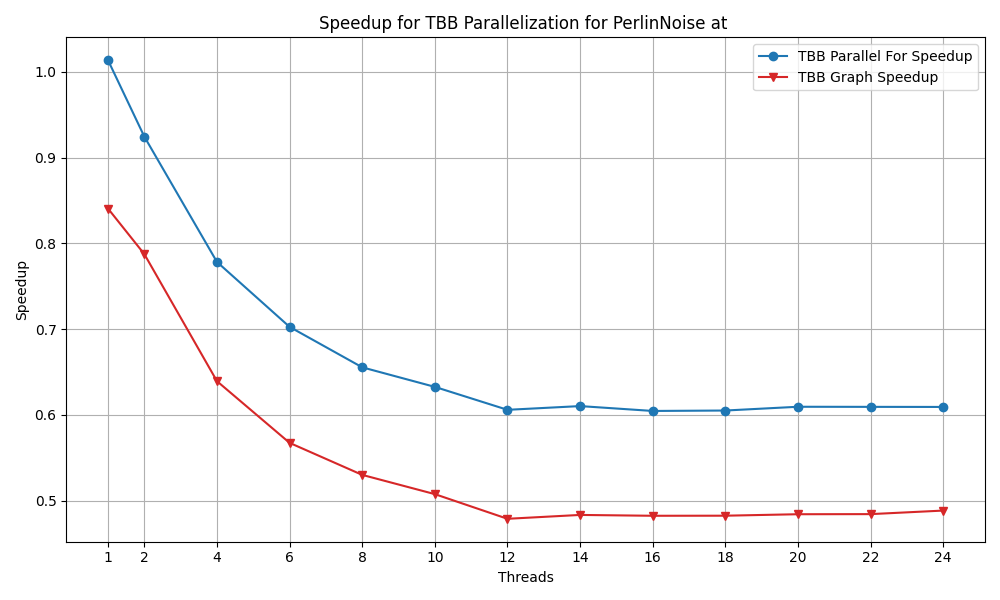 Speedup for TBB Parallelization for PerlinNoise at
TBB Parallel For Speedup
TBB Graph Speedup
Speedup
1.0
0.9
0.8
0.7
0.6
0.5
1 2 4 6 8 10 12 14 16 18 20 22 24
Threads